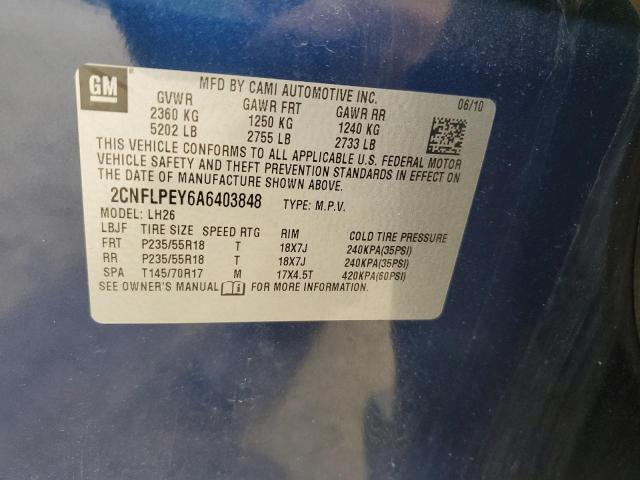 GM
MFD BY CAMI AUTOMOTIVE INC.
06/10
GVWR GAWR FRT GAWR RR
2360 KG 1250 KG 1240 KG
5202 LB 2755 LB 2733 LB
THIS VEHICLE CONFORMS TO ALL APPLICABLE U.S. FEDERAL MOTOR
VEHICLE SAFETY AND THEFT PREVENTION STANDARDS IN EFFECT ON
THE DATE OF MANUFACTURE SHOWN ABOVE.
2CNFLPEY6A6403848 TYPE: M.P.V.
MODEL: LH26
LBJF TIRE SIZE SPEED RTG RIM COLD TIRE PRESSURE
FRT P235/55R18 T 18X7J 240KPA(35PSI)
RR P235/55R18 T 18X7J 240KPA(35PSI)
SPA T145/70R17 M 17X4.5T 420KPA(60PSI)
SEE OWNER'S MANUAL FOR MORE INFORMATION.